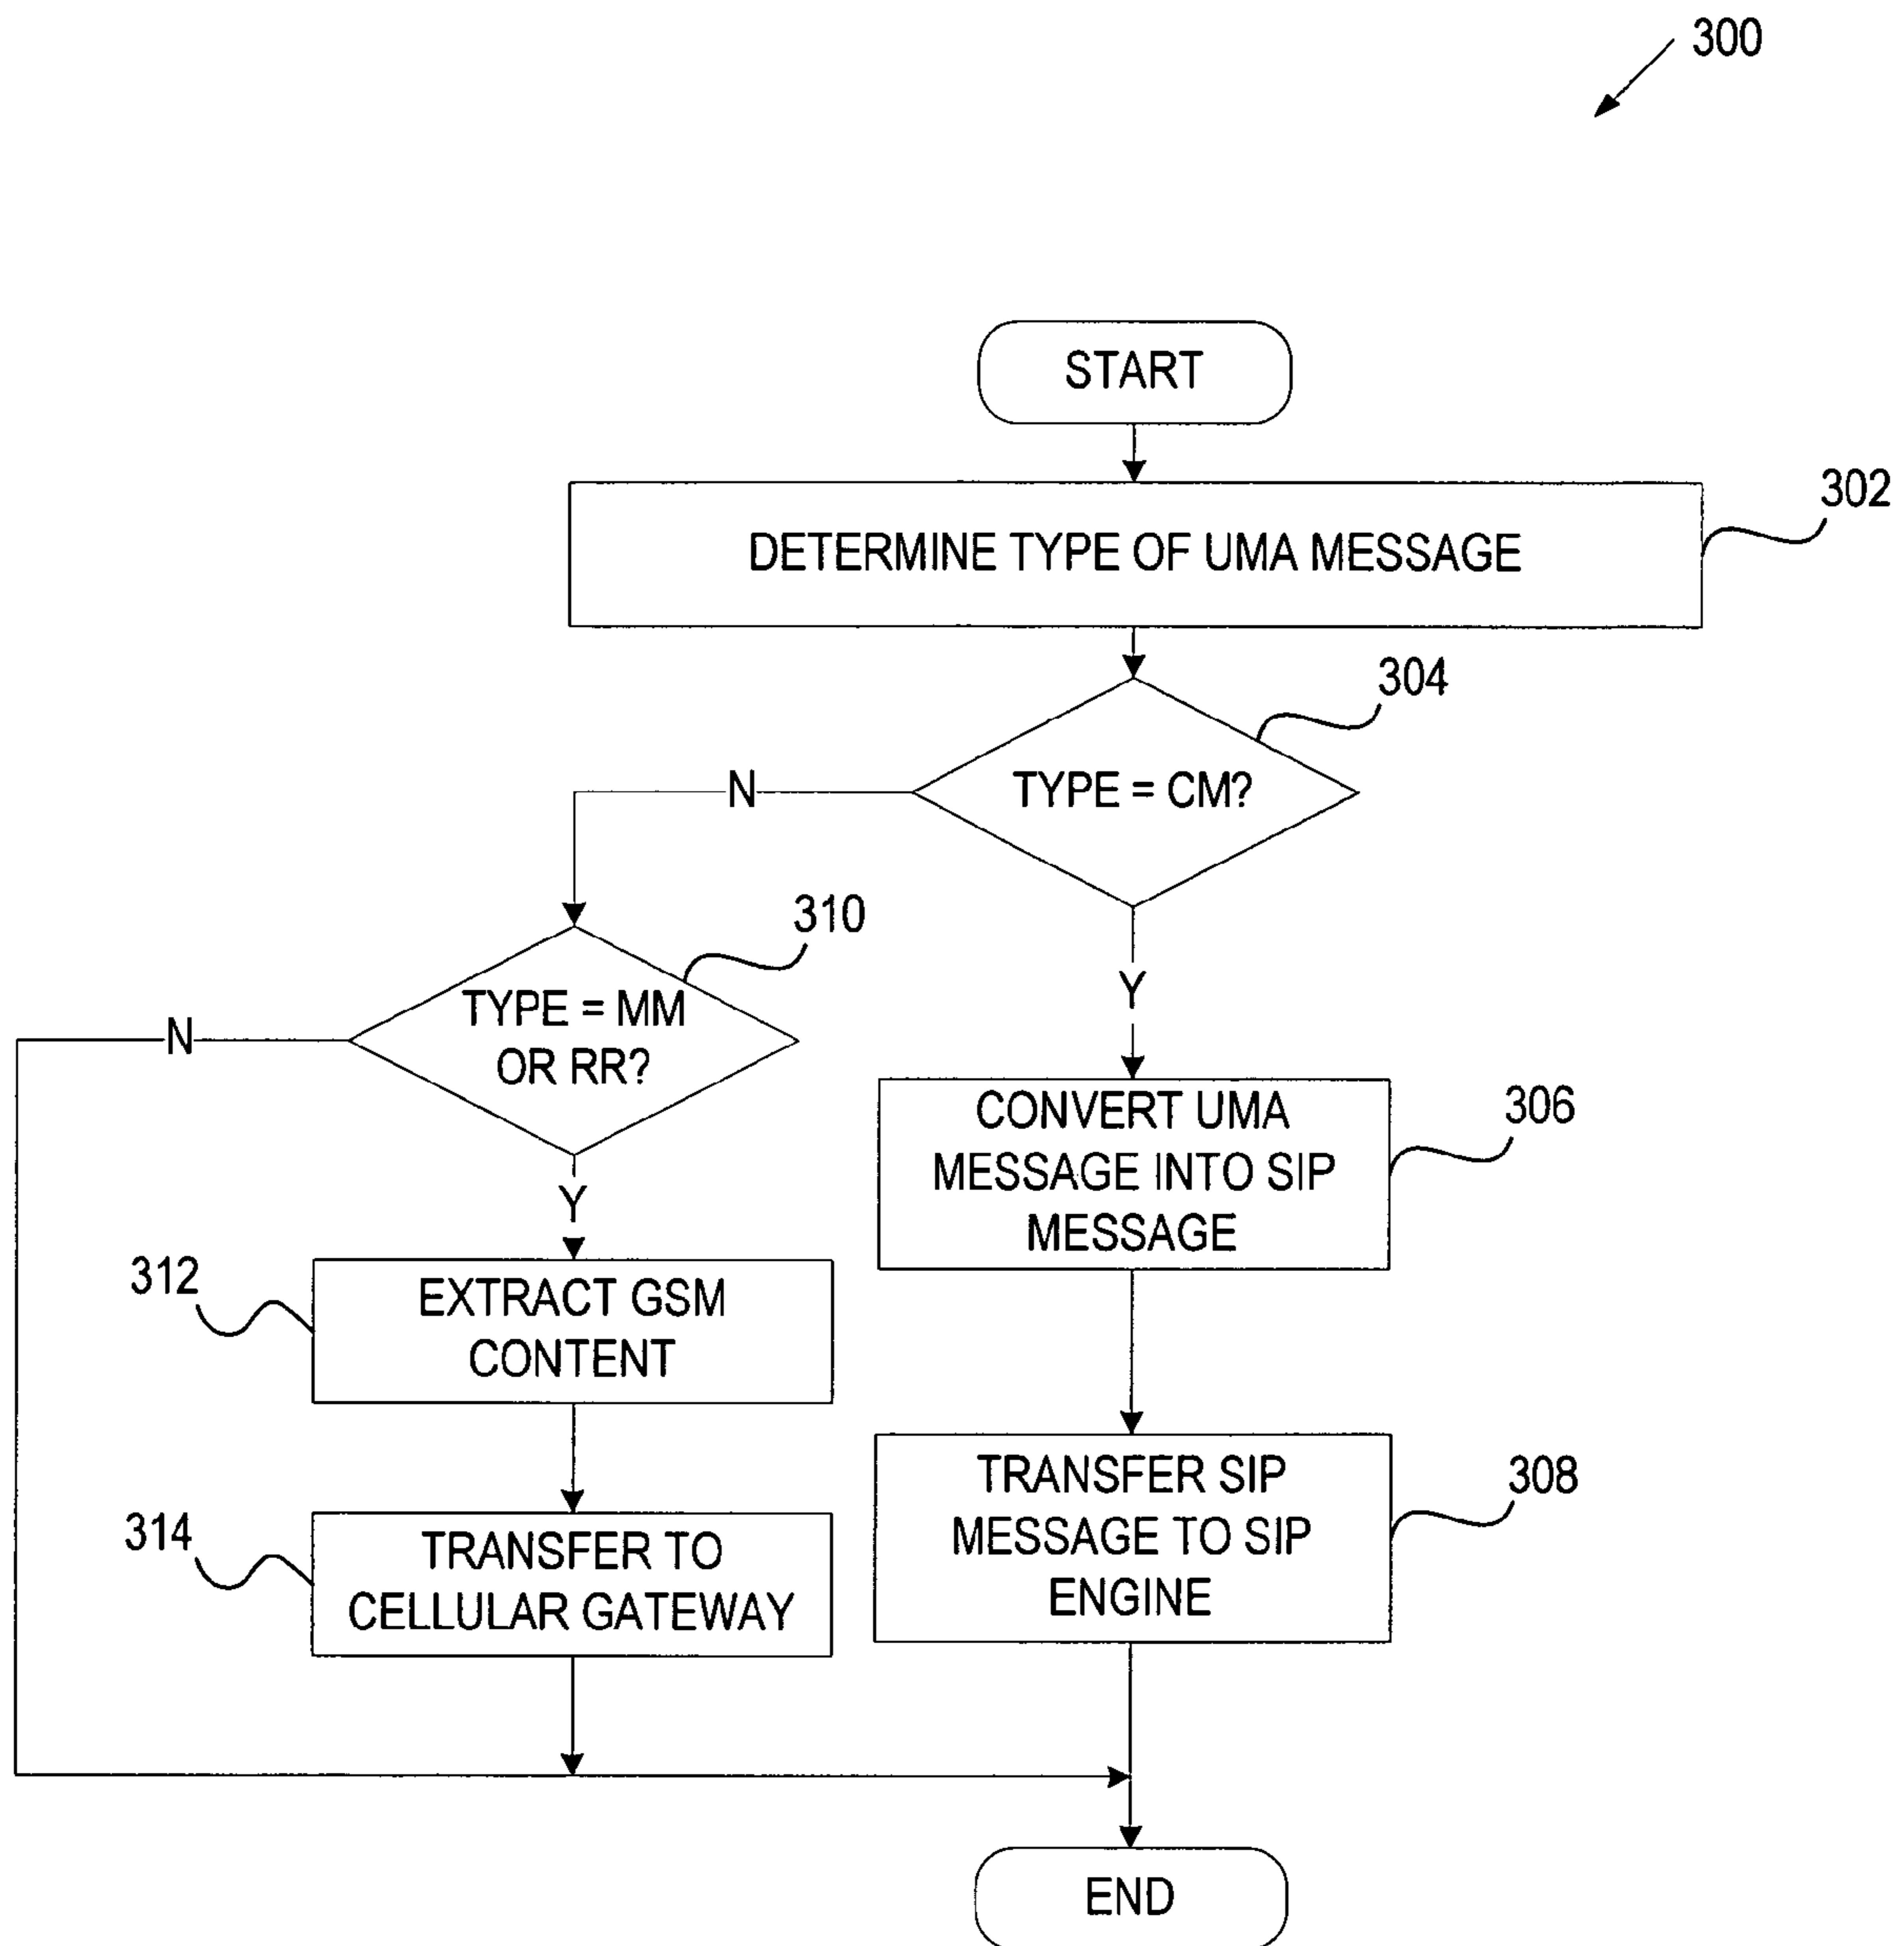 300
START
302
DETERMINE TYPE OF UMA MESSAGE
304
TYPE = CM?
N
310
TYPE = MM
OR RR?
N
Y
Y
306
CONVERT UMA
MESSAGE INTO SIP
MESSAGE
312
EXTRACT GSM
CONTENT
308
TRANSFER SIP
MESSAGE TO SIP
ENGINE
314
TRANSFER TO
CELLULAR GATEWAY
END